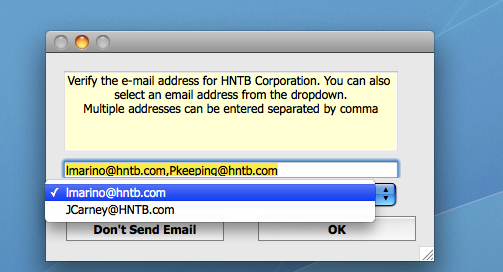 Verify the e-mail address for HNTB Corporation. You can also
select an email address from the dropdown.
Multiple addresses can be entered separated by comma
lmarino@hntb.com,Pkeeping@hntb.com
✓ lmarino@hntb.com
JCarney@HNTB.com
Don't Send Email
OK